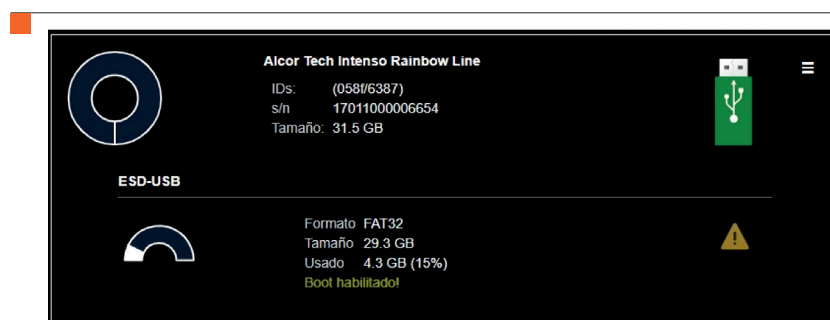 Alcor Tech Intenso Rainbow Line
IDs: (058f/6387)
s/n 17011000006654
Tamaño: 31.5 GB
ESD-USB
Formato FAT32
Tamaño 29.3 GB
Usado 4.3 GB (15%)
Boot habilitado!